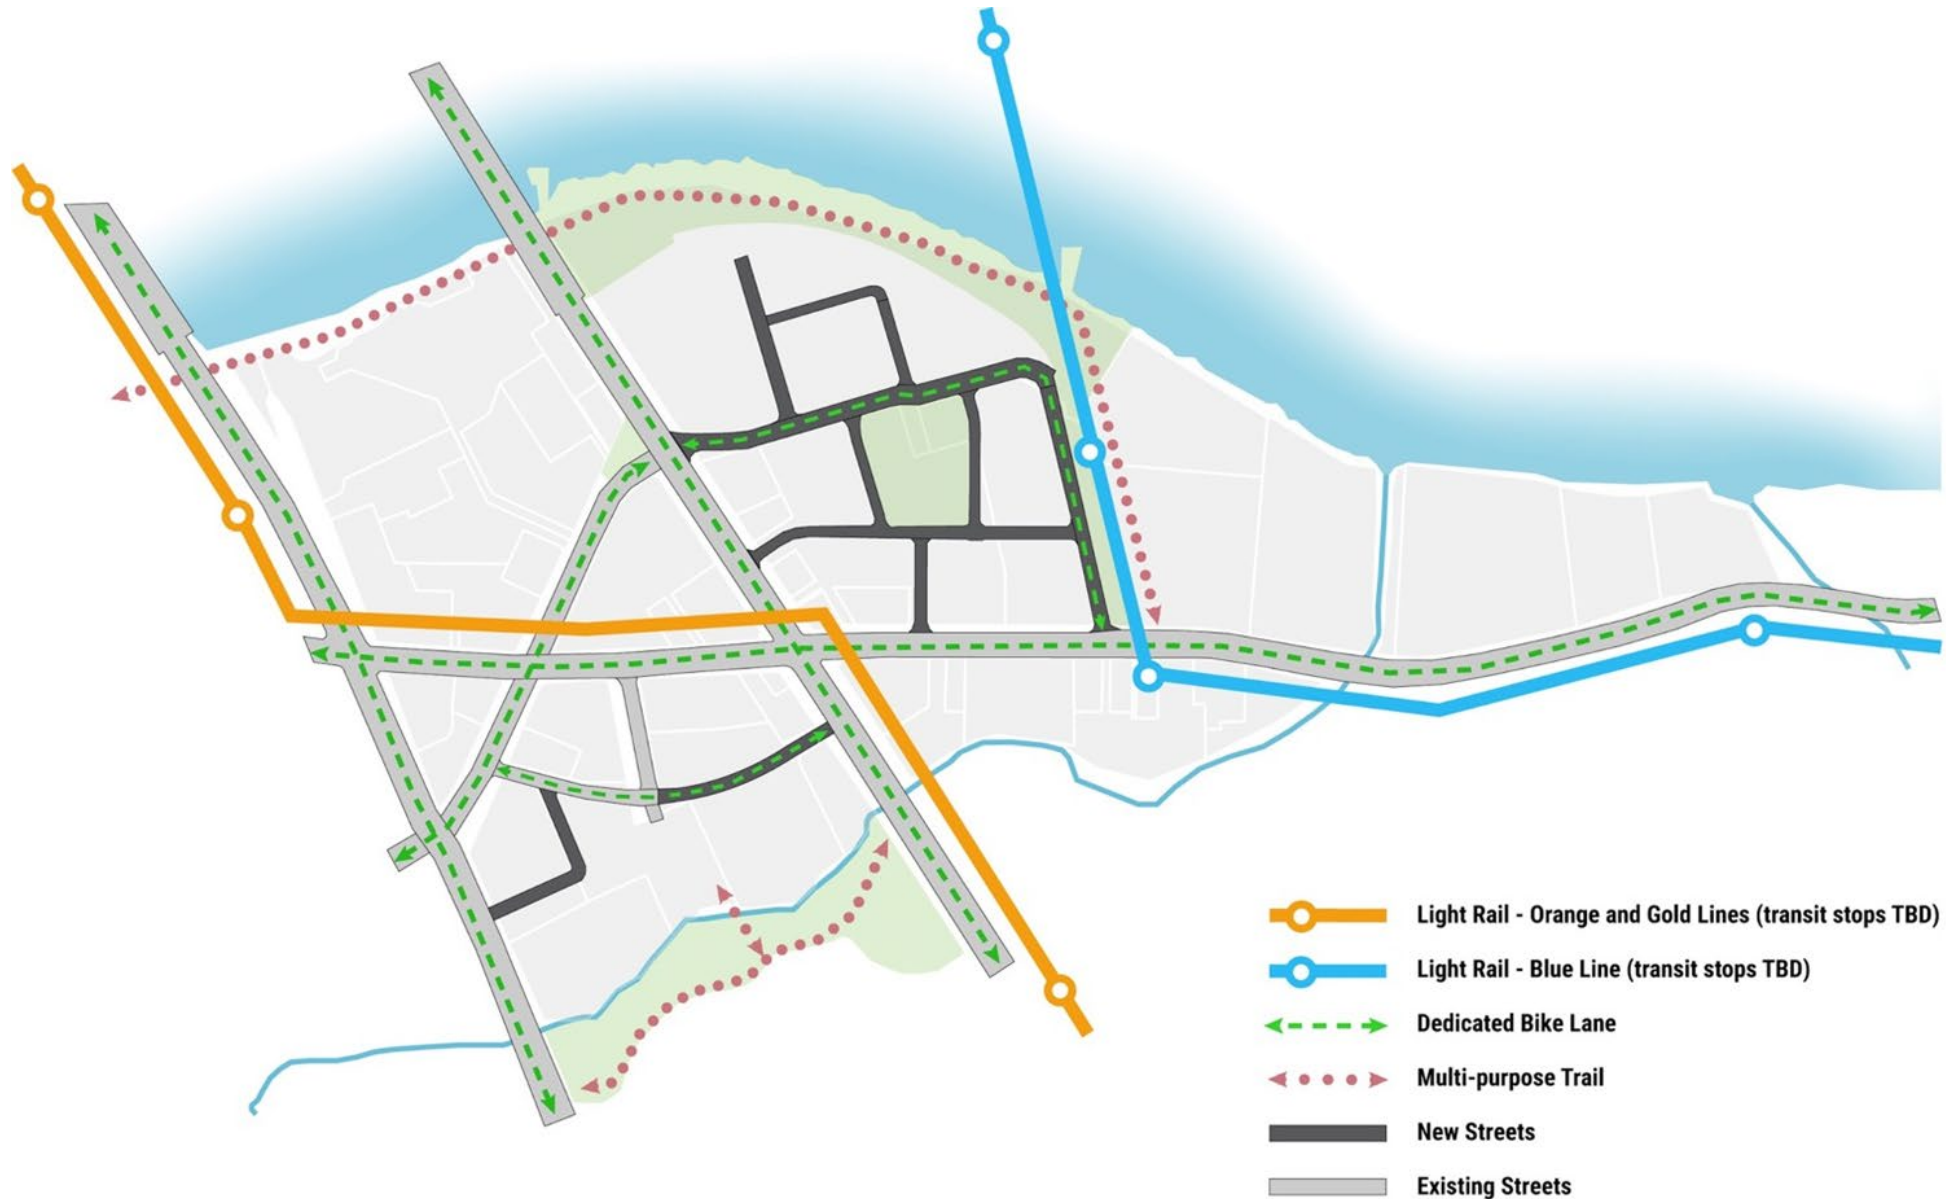 Light Rail - Orange and Gold Lines (transit stops TBD)
Light Rail - Blue Line (transit stops TBD)
Dedicated Bike Lane
Multi-purpose Trail
New Streets
Existing Streets